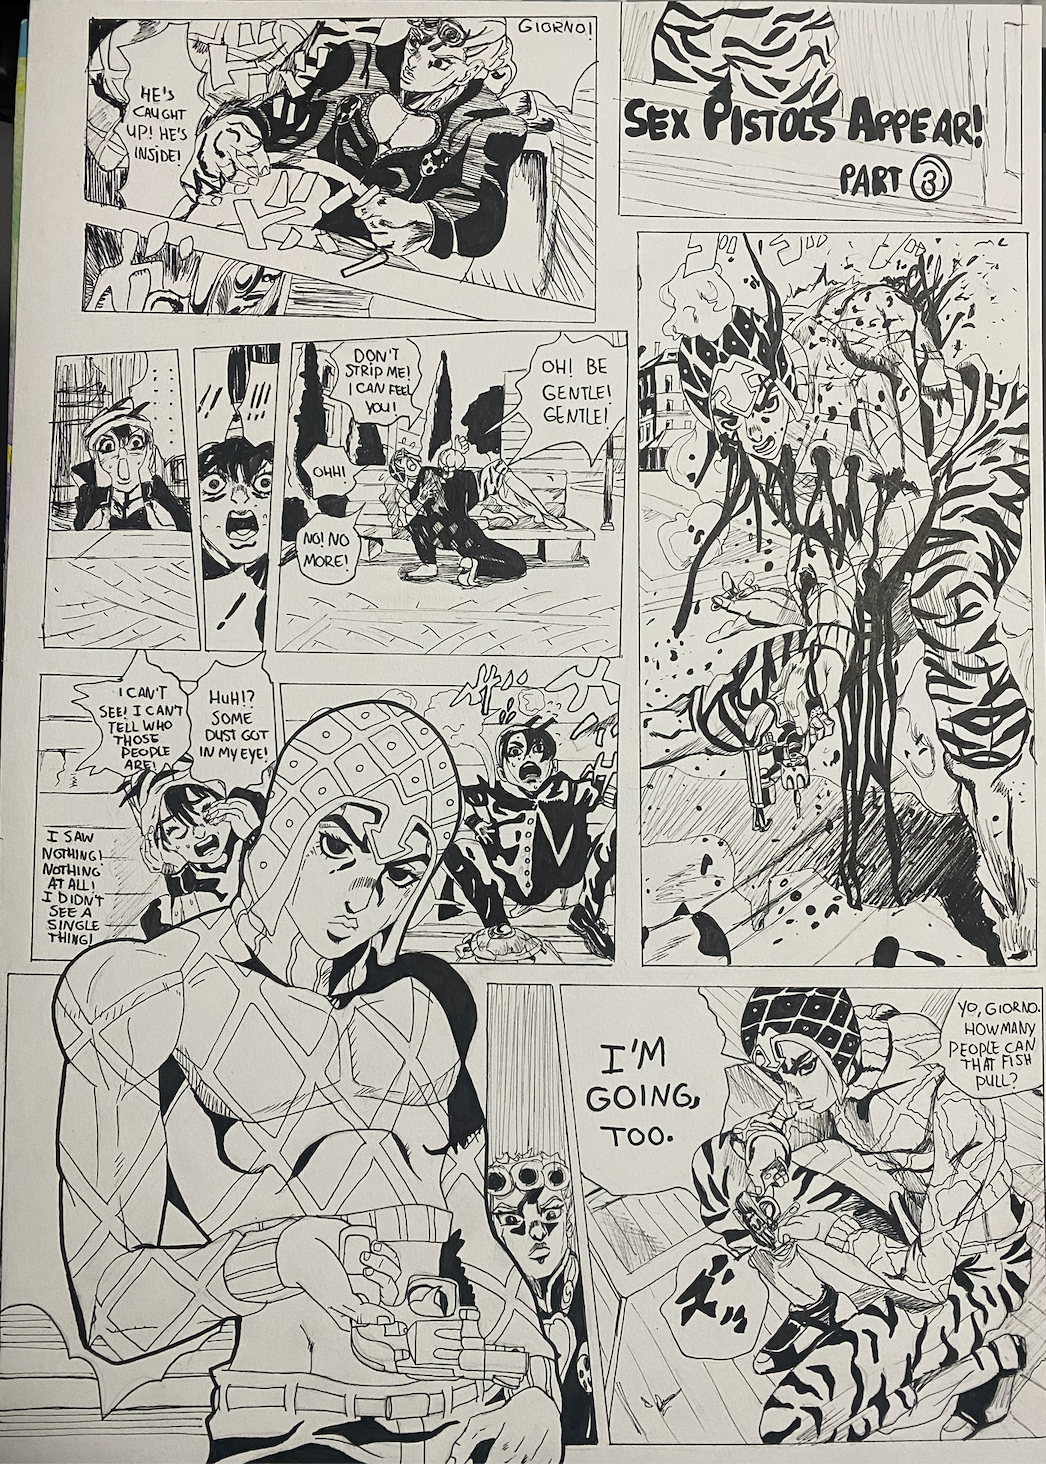 GIORNO!
HE'S
CAUGHT
UP! HE'S
INSIDE!
SEX PISTOLS APPEAR!
PART 3
DON'T
STRIP ME!
I CAN FEEL
YOU!
OH! BE
GENTLE!
GENTLE!
OHH!
NO! NO
MORE!
I CAN'T
SEE! I CAN'T
TELL WHO
THOSE
PEOPLE
ARE!
HUH!?
SOME
DUST GOT
IN MY EYE!
I SAW
NOTHING!
NOTHING
AT ALL!
I DIDN'T
SEE A
SINGLE
THING!
I'M
GOING,
TOO.
YO, GIORNO.
HOW MANY
PEOPLE CAN
THAT FISH
PULL?